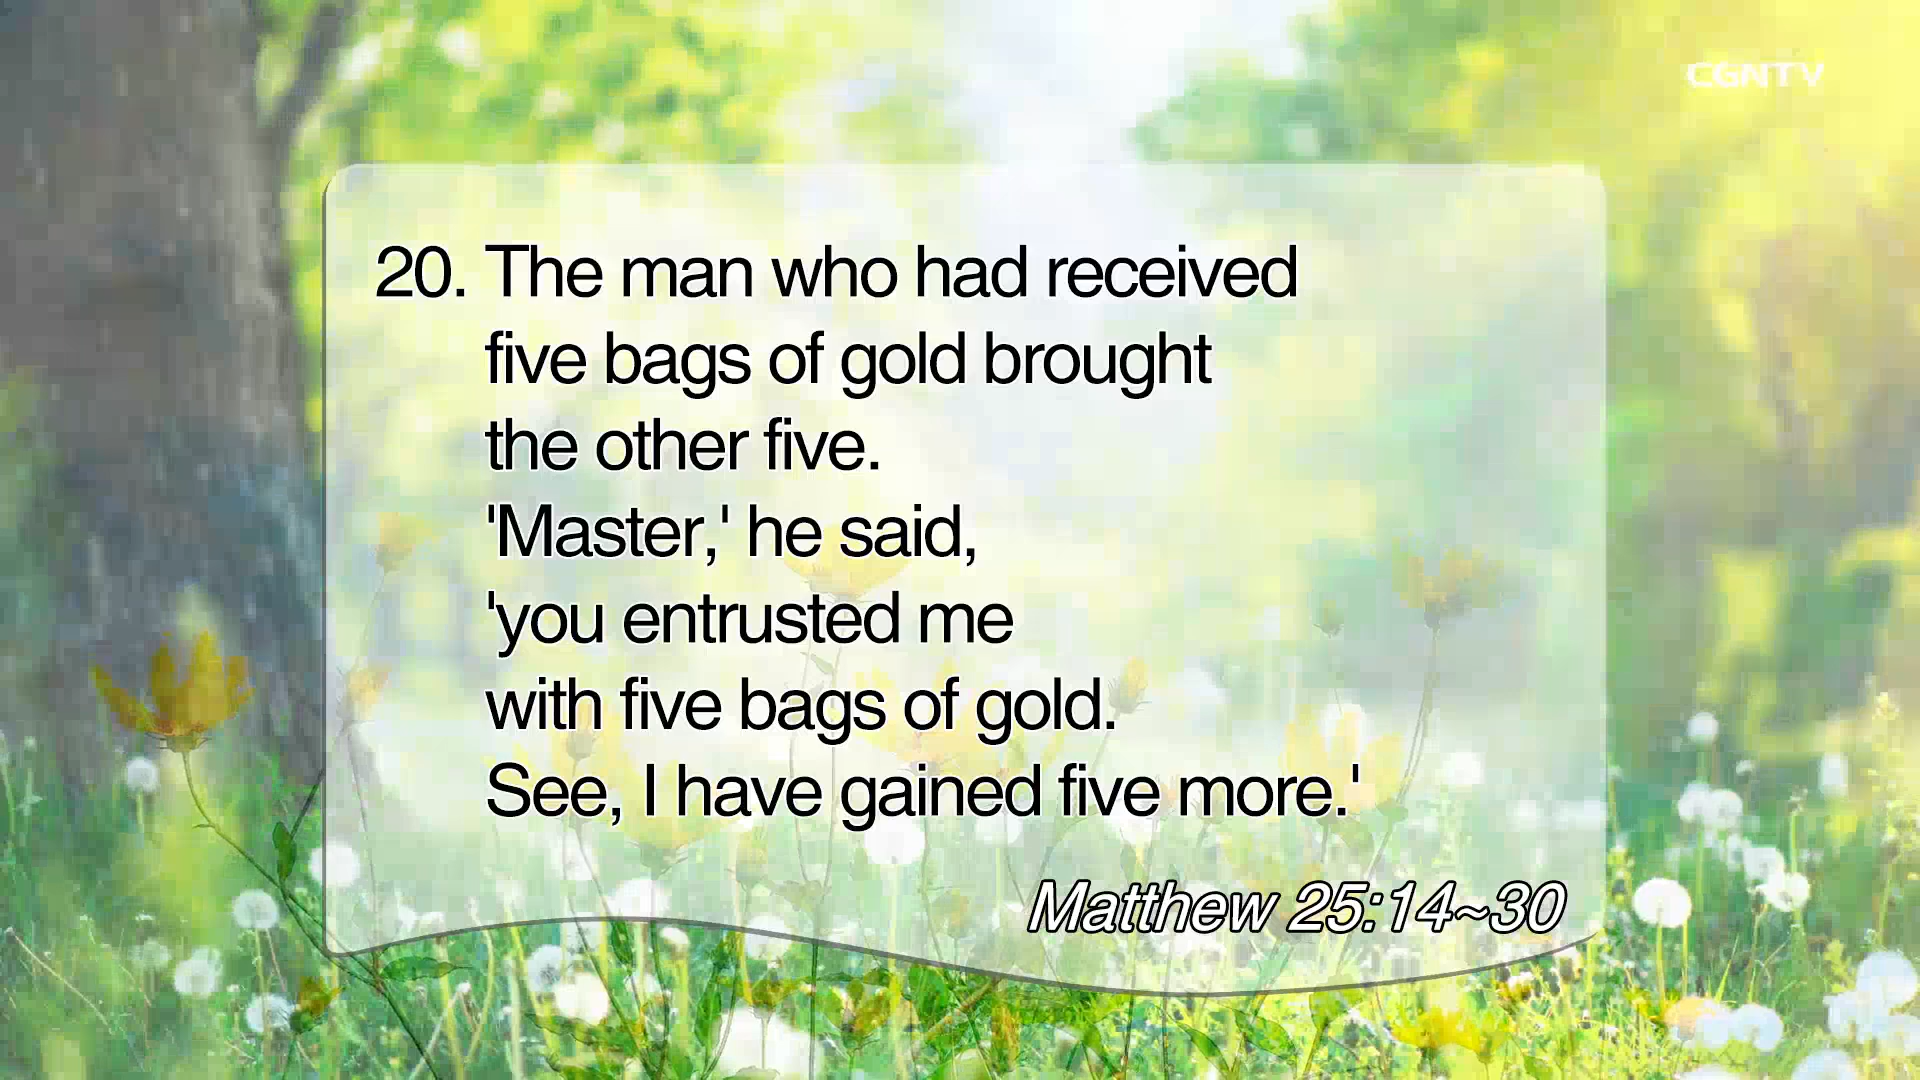 CGNTV
20. The man who had received
five bags of gold brought
the other five.
'Master,' he said,
'you entrusted me
with five bags of gold.
See, I have gained five more.'
Matthew 25:14~30